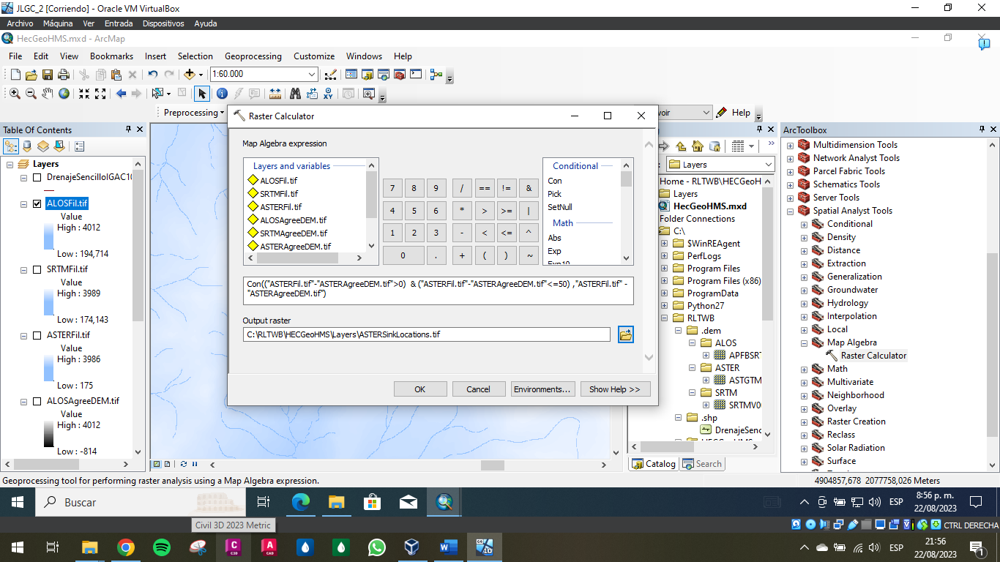 JLGC_2 [Corriendo] - Oracle VM VirtualBox
Archivo Máquina Ver Entrada Dispositivos Ayuda
HecGeoHMS.mxd - ArcMap
File Edit View Bookmarks Insert Selection Geoprocessing Customize Windows Help
1:60.000
Preprocessing
Help
Table Of Contents
Layers
DrenajeSencilloIGAC10
ALOSFil.tif
Value
High : 4012
Low : 194,714
SRTMFil.tif
Value
High : 3989
Low : 174,143
ASTERFil.tif
Value
High : 3986
Low : 175
ALOSAgreeDEM.tif
Value
High : 4012
Low : -814
Raster Calculator
Map Algebra expression
Layers and variables
ALOSFil.tif
SRTMFil.tif
ASTERFil.tif
ALOSAgreeDEM.tif
SRTMAgreeDEM.tif
ASTERAgreeDEM.tif
7 8 9 / == != &
4 5 6 * > >= |
1 2 3 - < <= ^
0 . + ( ) ~
Conditional
Con
Pick
SetNull
Math
Abs
Exp
Exp10
Con(("ASTERFil.tif"-"ASTERAgreeDEM.tif">0) & ("ASTERFil.tif"-"ASTERAgreeDEM.tif"<=50) ,"ASTERFil.tif" -
"ASTERAgreeDEM.tif")
Output raster
C:\RLTWB\HECGeoHMS\Layers\ASTERSinkLocations.tif
OK Cancel Environments... Show Help >>
Layers
Home - RLTWB\HECGeoH
Layers
HecGeoHMS.mxd
Folder Connections
C:\
$WinREAgent
PerfLogs
Program Files
Program Files (x86)
ProgramData
Python27
RLTWB
.dem
ALOS
APFBSRT
ASTER
ASTGTM
SRTM
SRTMV0
.shp
DrenajeSenc
Catalog Search
ArcToolbox
Multidimension Tools
Network Analyst Tools
Parcel Fabric Tools
Schematics Tools
Server Tools
Spatial Analyst Tools
Conditional
Density
Distance
Extraction
Generalization
Groundwater
Hydrology
Interpolation
Local
Map Algebra
Raster Calculator
Math
Multivariate
Neighborhood
Overlay
Raster Creation
Reclass
Solar Radiation
Surface
Geoprocessing tool for performing raster analysis using a Map Algebra expression.
4904857,678 2077758,026 Meters
Buscar
ESP
8:56 p. m.
22/08/2023
Civil 3D 2023 Metric
CTRL DERECHA
ESP
21:56
22/08/2023